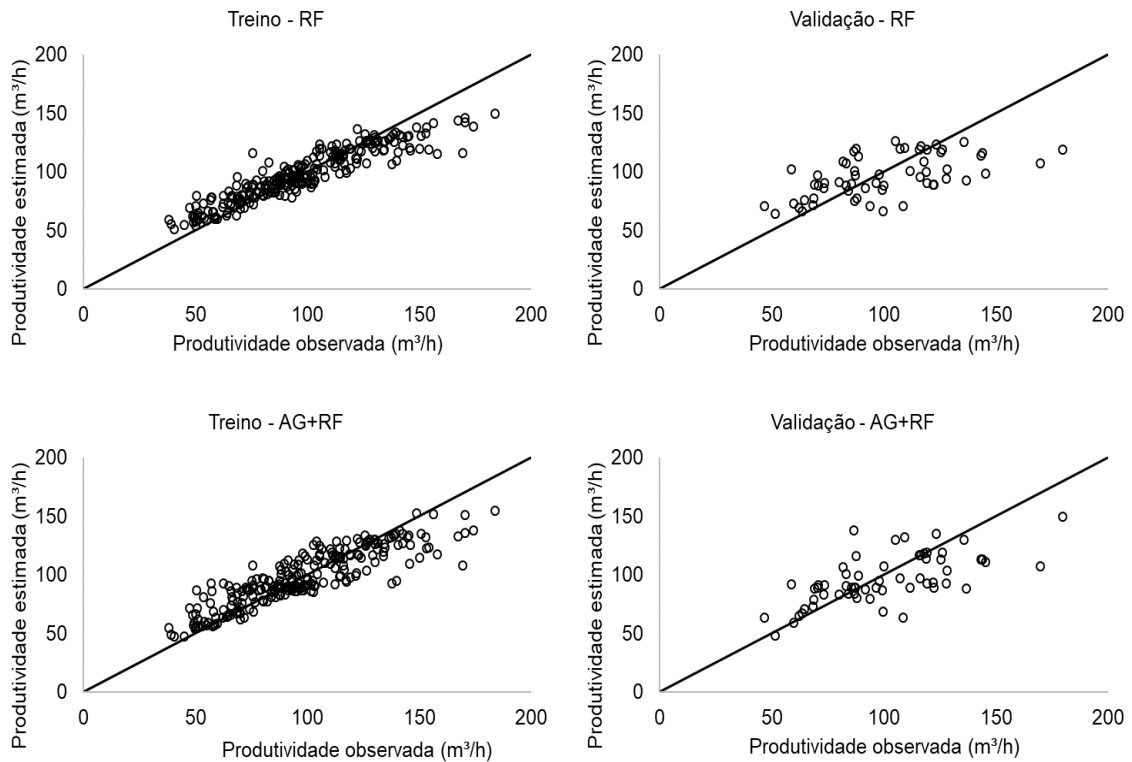 Treino - RF
Produtividade estimada (m³/h)
200
150
100
50
0
0 50 100 150 200
Produtividade observada (m³/h)
Validação - RF
Produtividade estimada (m³/h)
200
150
100
50
0
0 50 100 150 200
Produtividade observada (m³/h)
Treino - AG+RF
Produtividade estimada (m³/h)
200
150
100
50
0
0 50 100 150 200
Produtividade observada (m³/h)
Validação - AG+RF
Produtividade estimada (m³/h)
200
150
100
50
0
0 50 100 150 200
Produtividade observada (m³/h)